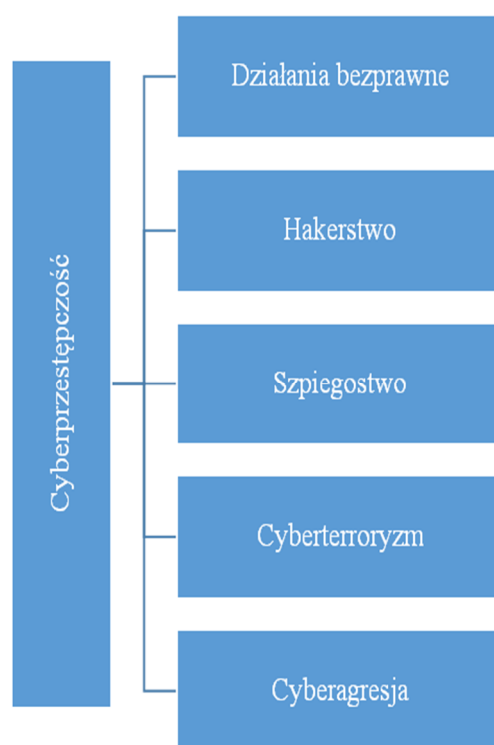 Cyberprzestępczość
Działania bezprawne
Hakerstwo
Szpiegostwo
Cyberterroryzm
Cyberagresja